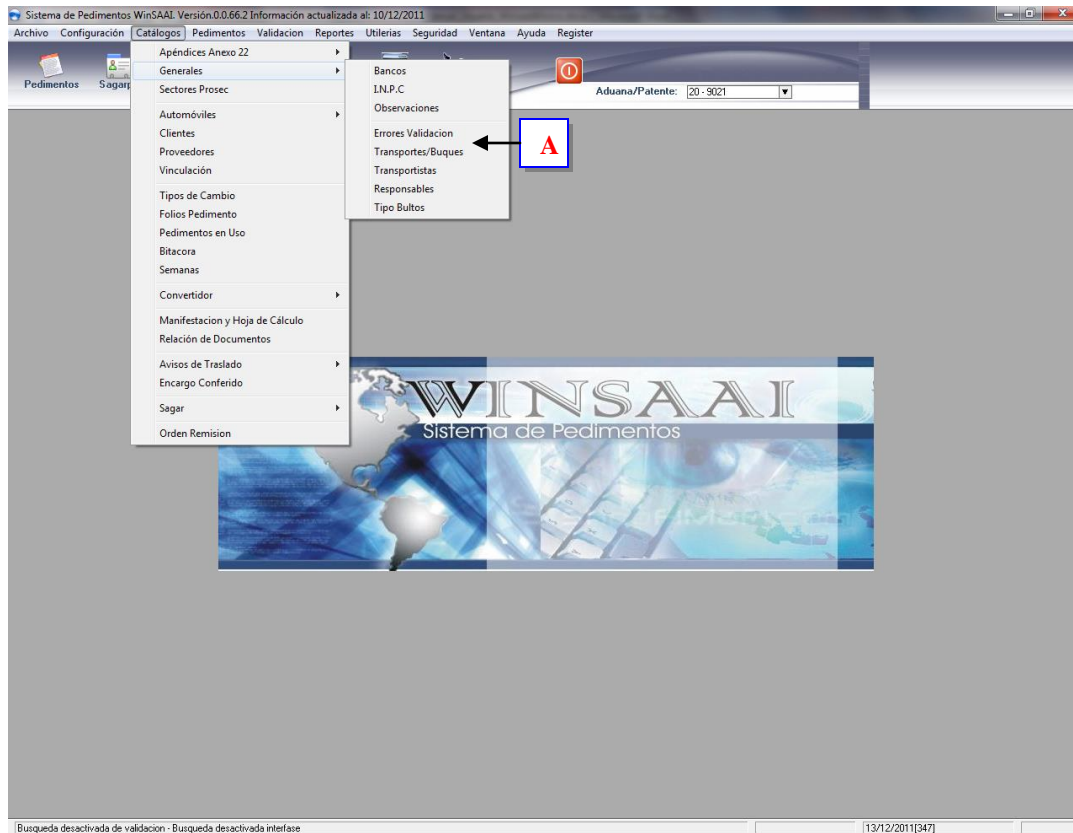 Sistema de Pedimentos WinSAAI. Versión.0.0.66.2 Información actualizada al: 10/12/2011
Archivo Configuración Catálogos Pedimentos Validacion Reportes Utilerias Seguridad Ventana Ayuda Register
Pedimentos
Aduana/Patente: 20 - 9021
Apéndices Anexo 22
Generales
Sectores Prosec
Automóviles
Clientes
Proveedores
Vinculación
Tipos de Cambio
Folios Pedimento
Pedimentos en Uso
Bitacora
Semanas
Convertidor
Manifestacion y Hoja de Cálculo
Relación de Documentos
Avisos de Traslado
Encargo Conferido
Sagar
Orden Remision
Bancos
I.N.P.C
Observaciones
Errores Validacion
Transportes/Buques
Transportistas
Responsables
Tipo Bultos
A
WINSAAI
Sistema de Pedimentos
Busqueda desactivada de validacion - Busqueda desactivada interfase
13/12/2011[347]